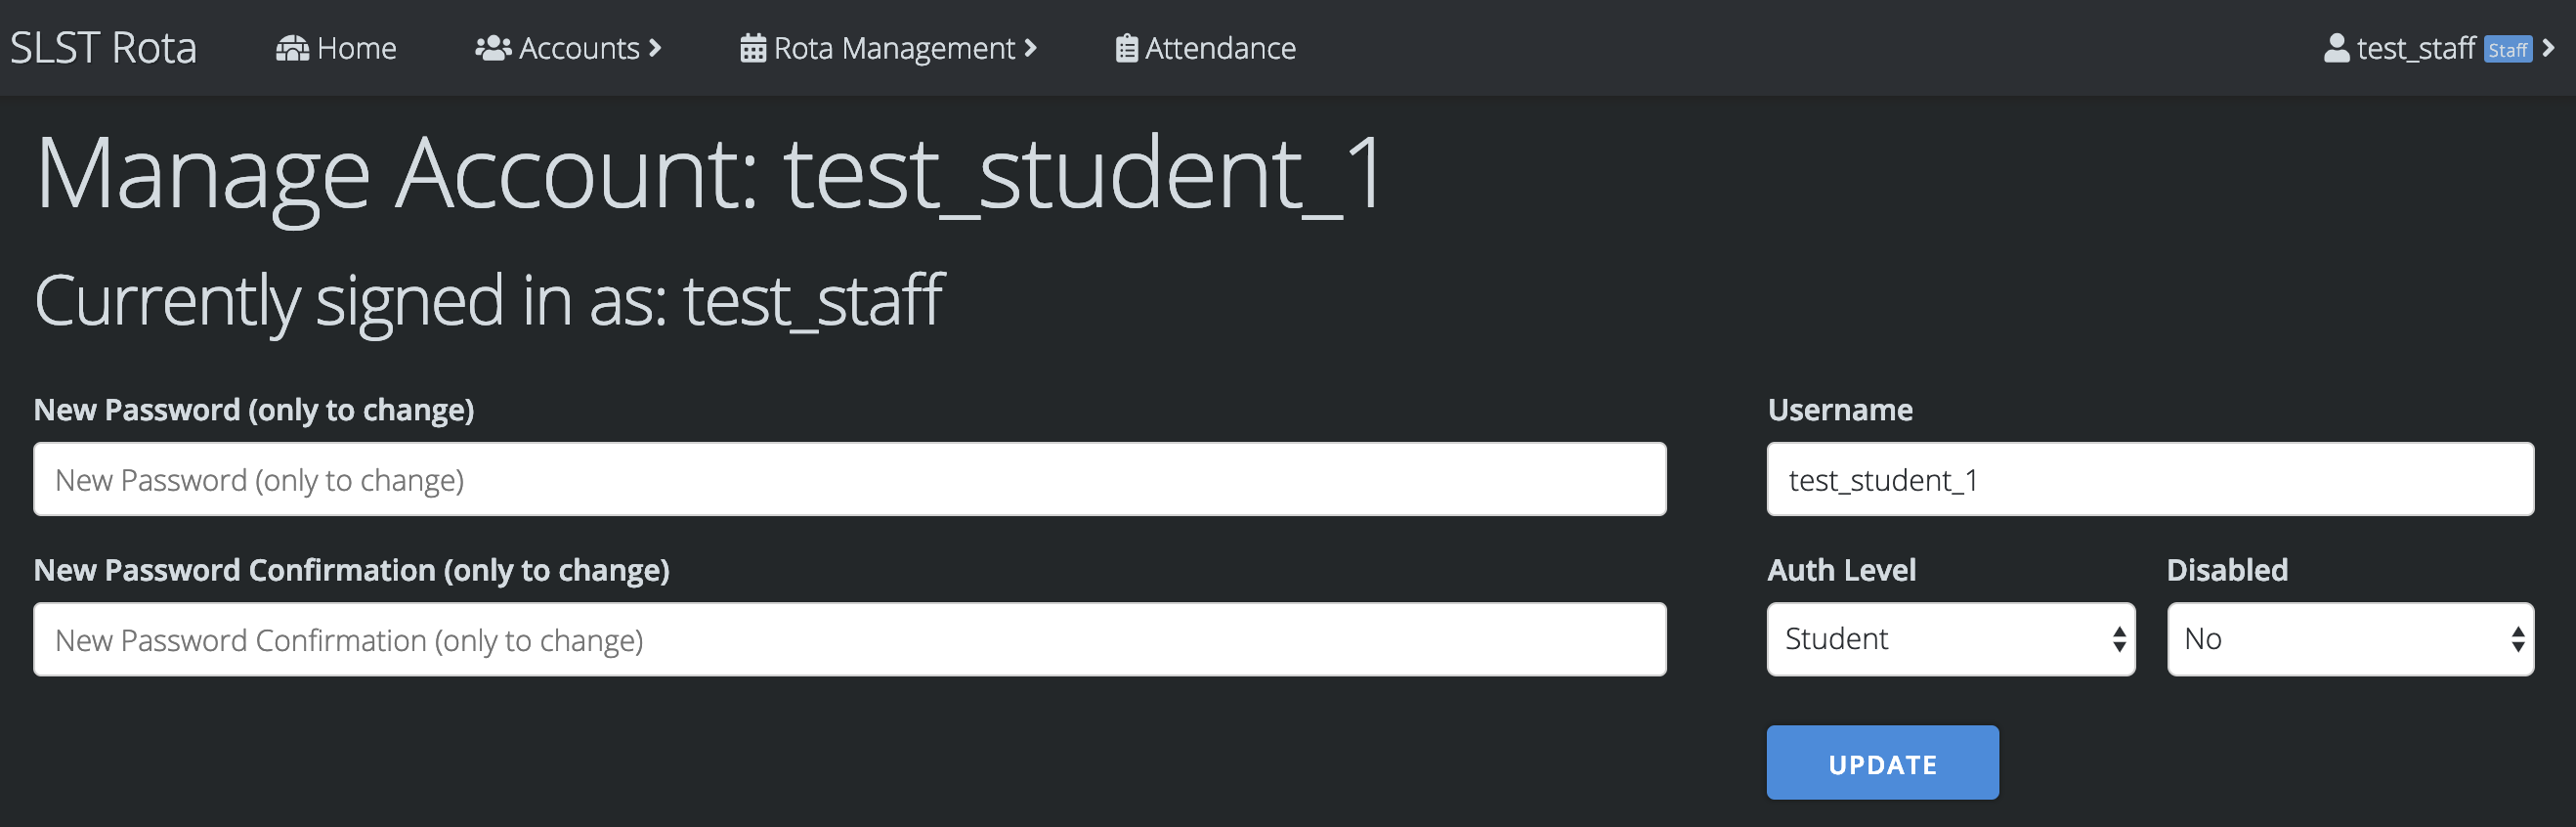 SLST Rota Home Accounts Rota Management Attendance test_staff Staff
Manage Account: test_student_1
Currently signed in as: test_staff
New Password (only to change)
New Password (only to change)
New Password Confirmation (only to change)
New Password Confirmation (only to change)
Username
test_student_1
Auth Level Disabled
Student No
UPDATE